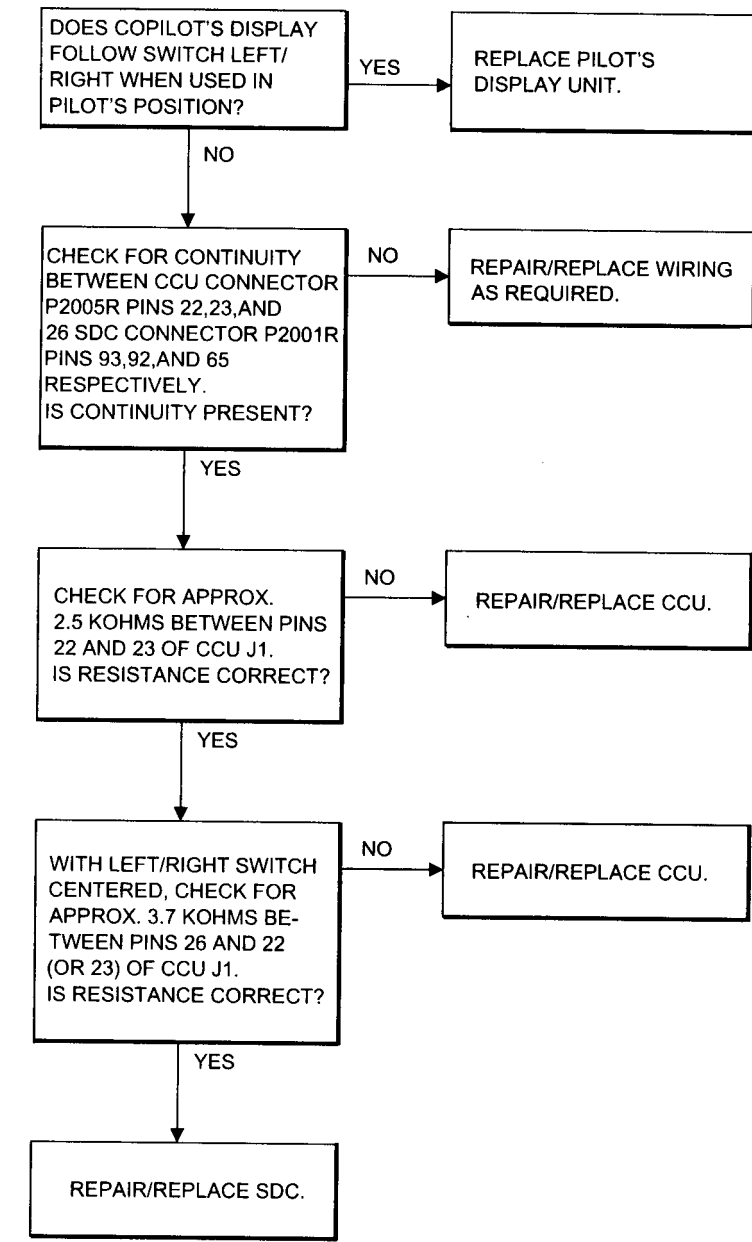 DOES COPILOT'S DISPLAY
FOLLOW SWITCH LEFT/
RIGHT WHEN USED IN
PILOT'S POSITION?
YES
REPLACE PILOT'S
DISPLAY UNIT.
NO
CHECK FOR CONTINUITY
BETWEEN CCU CONNECTOR
P2005R PINS 22,23,AND
26 SDC CONNECTOR P2001R
PINS 93,92,AND 65
RESPECTIVELY.
IS CONTINUITY PRESENT?
NO
REPAIR/REPLACE WIRING
AS REQUIRED.
YES
CHECK FOR APPROX.
2.5 KOHMS BETWEEN PINS
22 AND 23 OF CCU J1.
IS RESISTANCE CORRECT?
NO
REPAIR/REPLACE CCU.
YES
WITH LEFT/RIGHT SWITCH
CENTERED, CHECK FOR
APPROX. 3.7 KOHMS BE-
TWEEN PINS 26 AND 22
(OR 23) OF CCU J1.
IS RESISTANCE CORRECT?
NO
REPAIR/REPLACE CCU.
YES
REPAIR/REPLACE SDC.